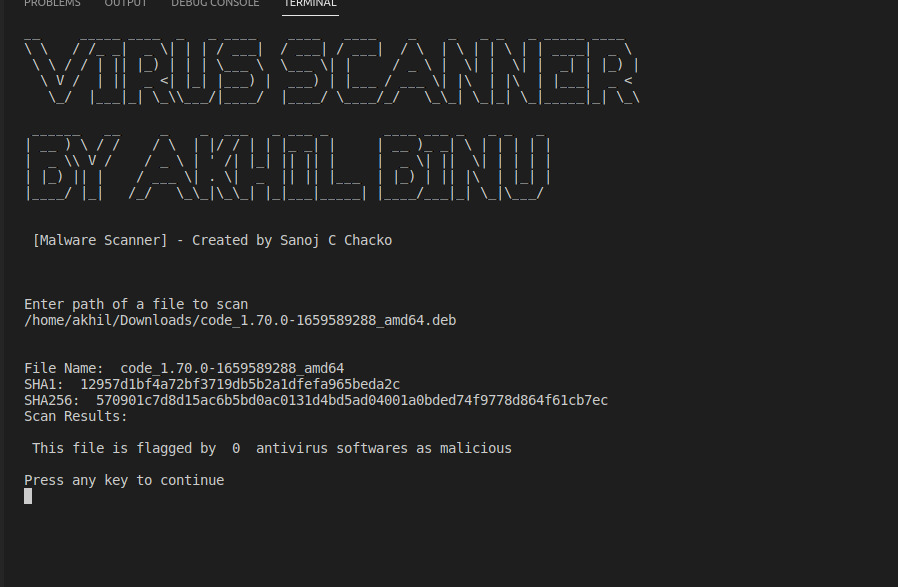 PROBLEMS OUTPUT DEBUG CONSOLE TERMINAL
VIRUS SCANNER
BY AKHIL BINU
[Malware Scanner] - Created by Sanoj C Chacko
Enter path of a file to scan
/home/akhil/Downloads/code_1.70.0-1659589288_amd64.deb
File Name:  code_1.70.0-1659589288_amd64
SHA1:  12957d1bf4a72bf3719db5b2a1dfefa965beda2c
SHA256:  570901c7d8d15ac6b5bd0ac0131d4bd5ad04001a0bded74f9778d864f61cb7ec
Scan Results:
This file is flagged by  0  antivirus softwares as malicious
Press any key to continue